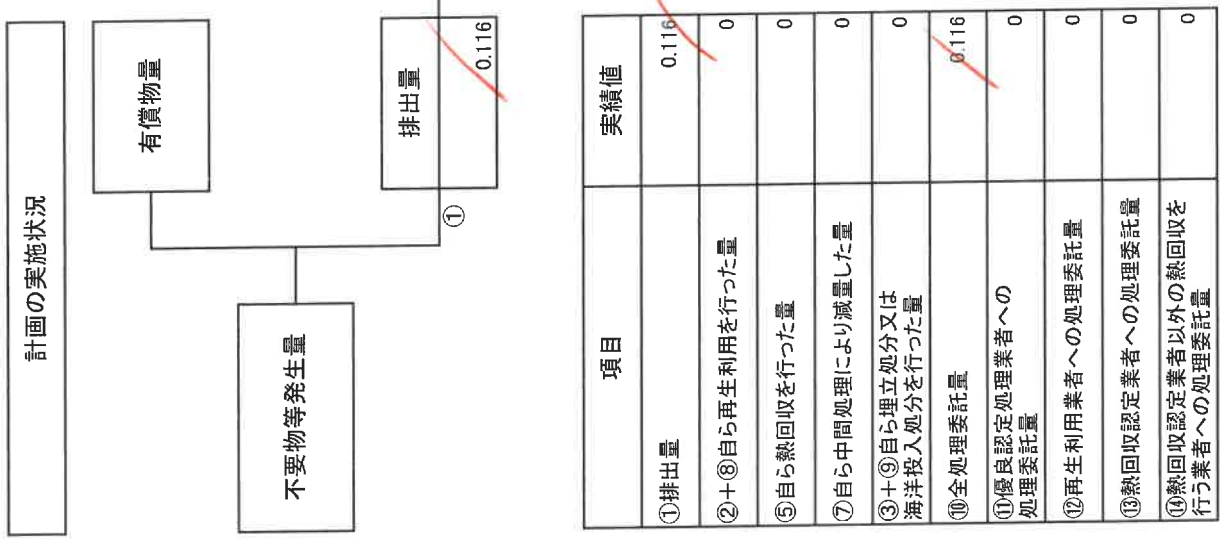 計画の実施状況
有償物量
不要物等発生量
①
排出量
0.116
項目
実績値
①排出量
0.116
②+⑧自ら再生利用を行った量
0
⑤自ら熱回収を行った量
0
⑦自ら中間処理により減量した量
0
③+⑨自ら埋立処分又は
海洋投入処分を行った量
0
⑩全処理委託量
0.116
⑪優良認定処理業者への
処理委託量
0
⑫再生利用業者への処理委託量
0
⑬熱回収認定業者への処理委託量
0
⑭熱回収認定業者以外の熱回収を
行う業者への処理委託量
0